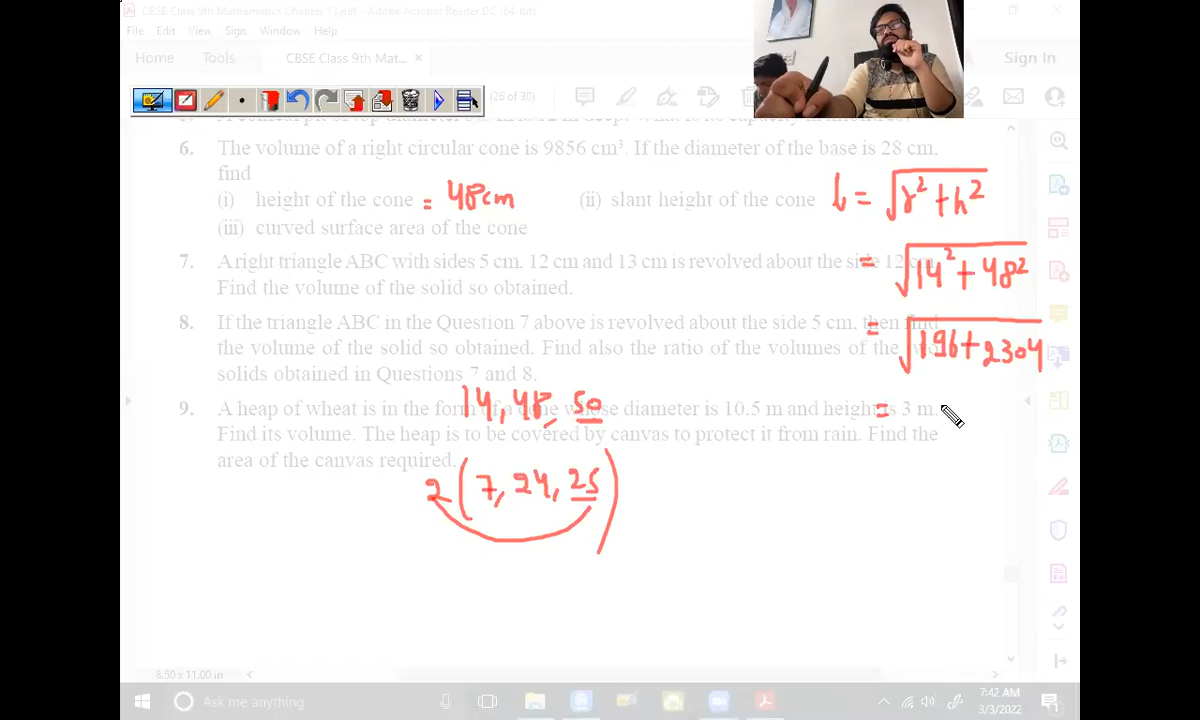 CBSE Class 9th Mathematics Chapter 13.pdf - Adobe Acrobat Reader DC (64-bit)
File Edit View Sign Window Help
Home Tools CBSE Class 9th Mat... × Sign In
(26 of 30)
6. The volume of a right circular cone is 9856 cm³. If the diameter of the base is 28 cm,
find
(i) height of the cone = 48cm (ii) slant height of the cone l = √r² + h²
(iii) curved surface area of the cone
= √14² + 48²
7. A right triangle ABC with sides 5 cm, 12 cm and 13 cm is revolved about the side 12 cm.
Find the volume of the solid so obtained.
8. If the triangle ABC in the Question 7 above is revolved about the side 5 cm, then find
= √196+2304
the volume of the solid so obtained. Find also the ratio of the volumes of the two
solids obtained in Questions 7 and 8.
14, 48, 50
=
9. A heap of wheat is in the form of a cone whose diameter is 10.5 m and height is 3 m.
Find its volume. The heap is to be covered by canvas to protect it from rain. Find the
area of the canvas required.
2(7, 24, 25)
8.50 x 11.00 in
Ask me anything
7:42 AM
3/3/2022